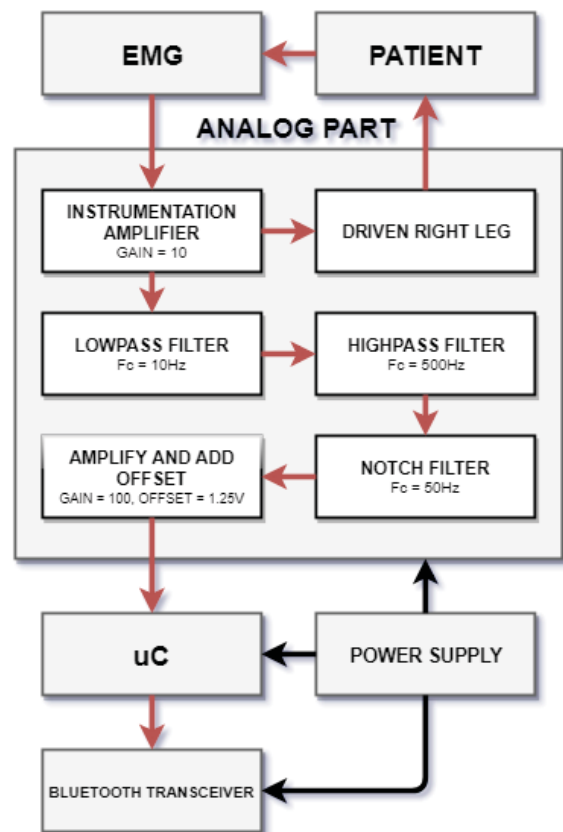 EMG
PATIENT
ANALOG PART
INSTRUMENTATION
AMPLIFIER
GAIN = 10
DRIVEN RIGHT LEG
LOWPASS FILTER
Fc = 10Hz
HIGHPASS FILTER
Fc = 500Hz
AMPLIFY AND ADD
OFFSET
GAIN = 100, OFFSET = 1.25V
NOTCH FILTER
Fc = 50Hz
uC
POWER SUPPLY
BLUETOOTH TRANSCEIVER